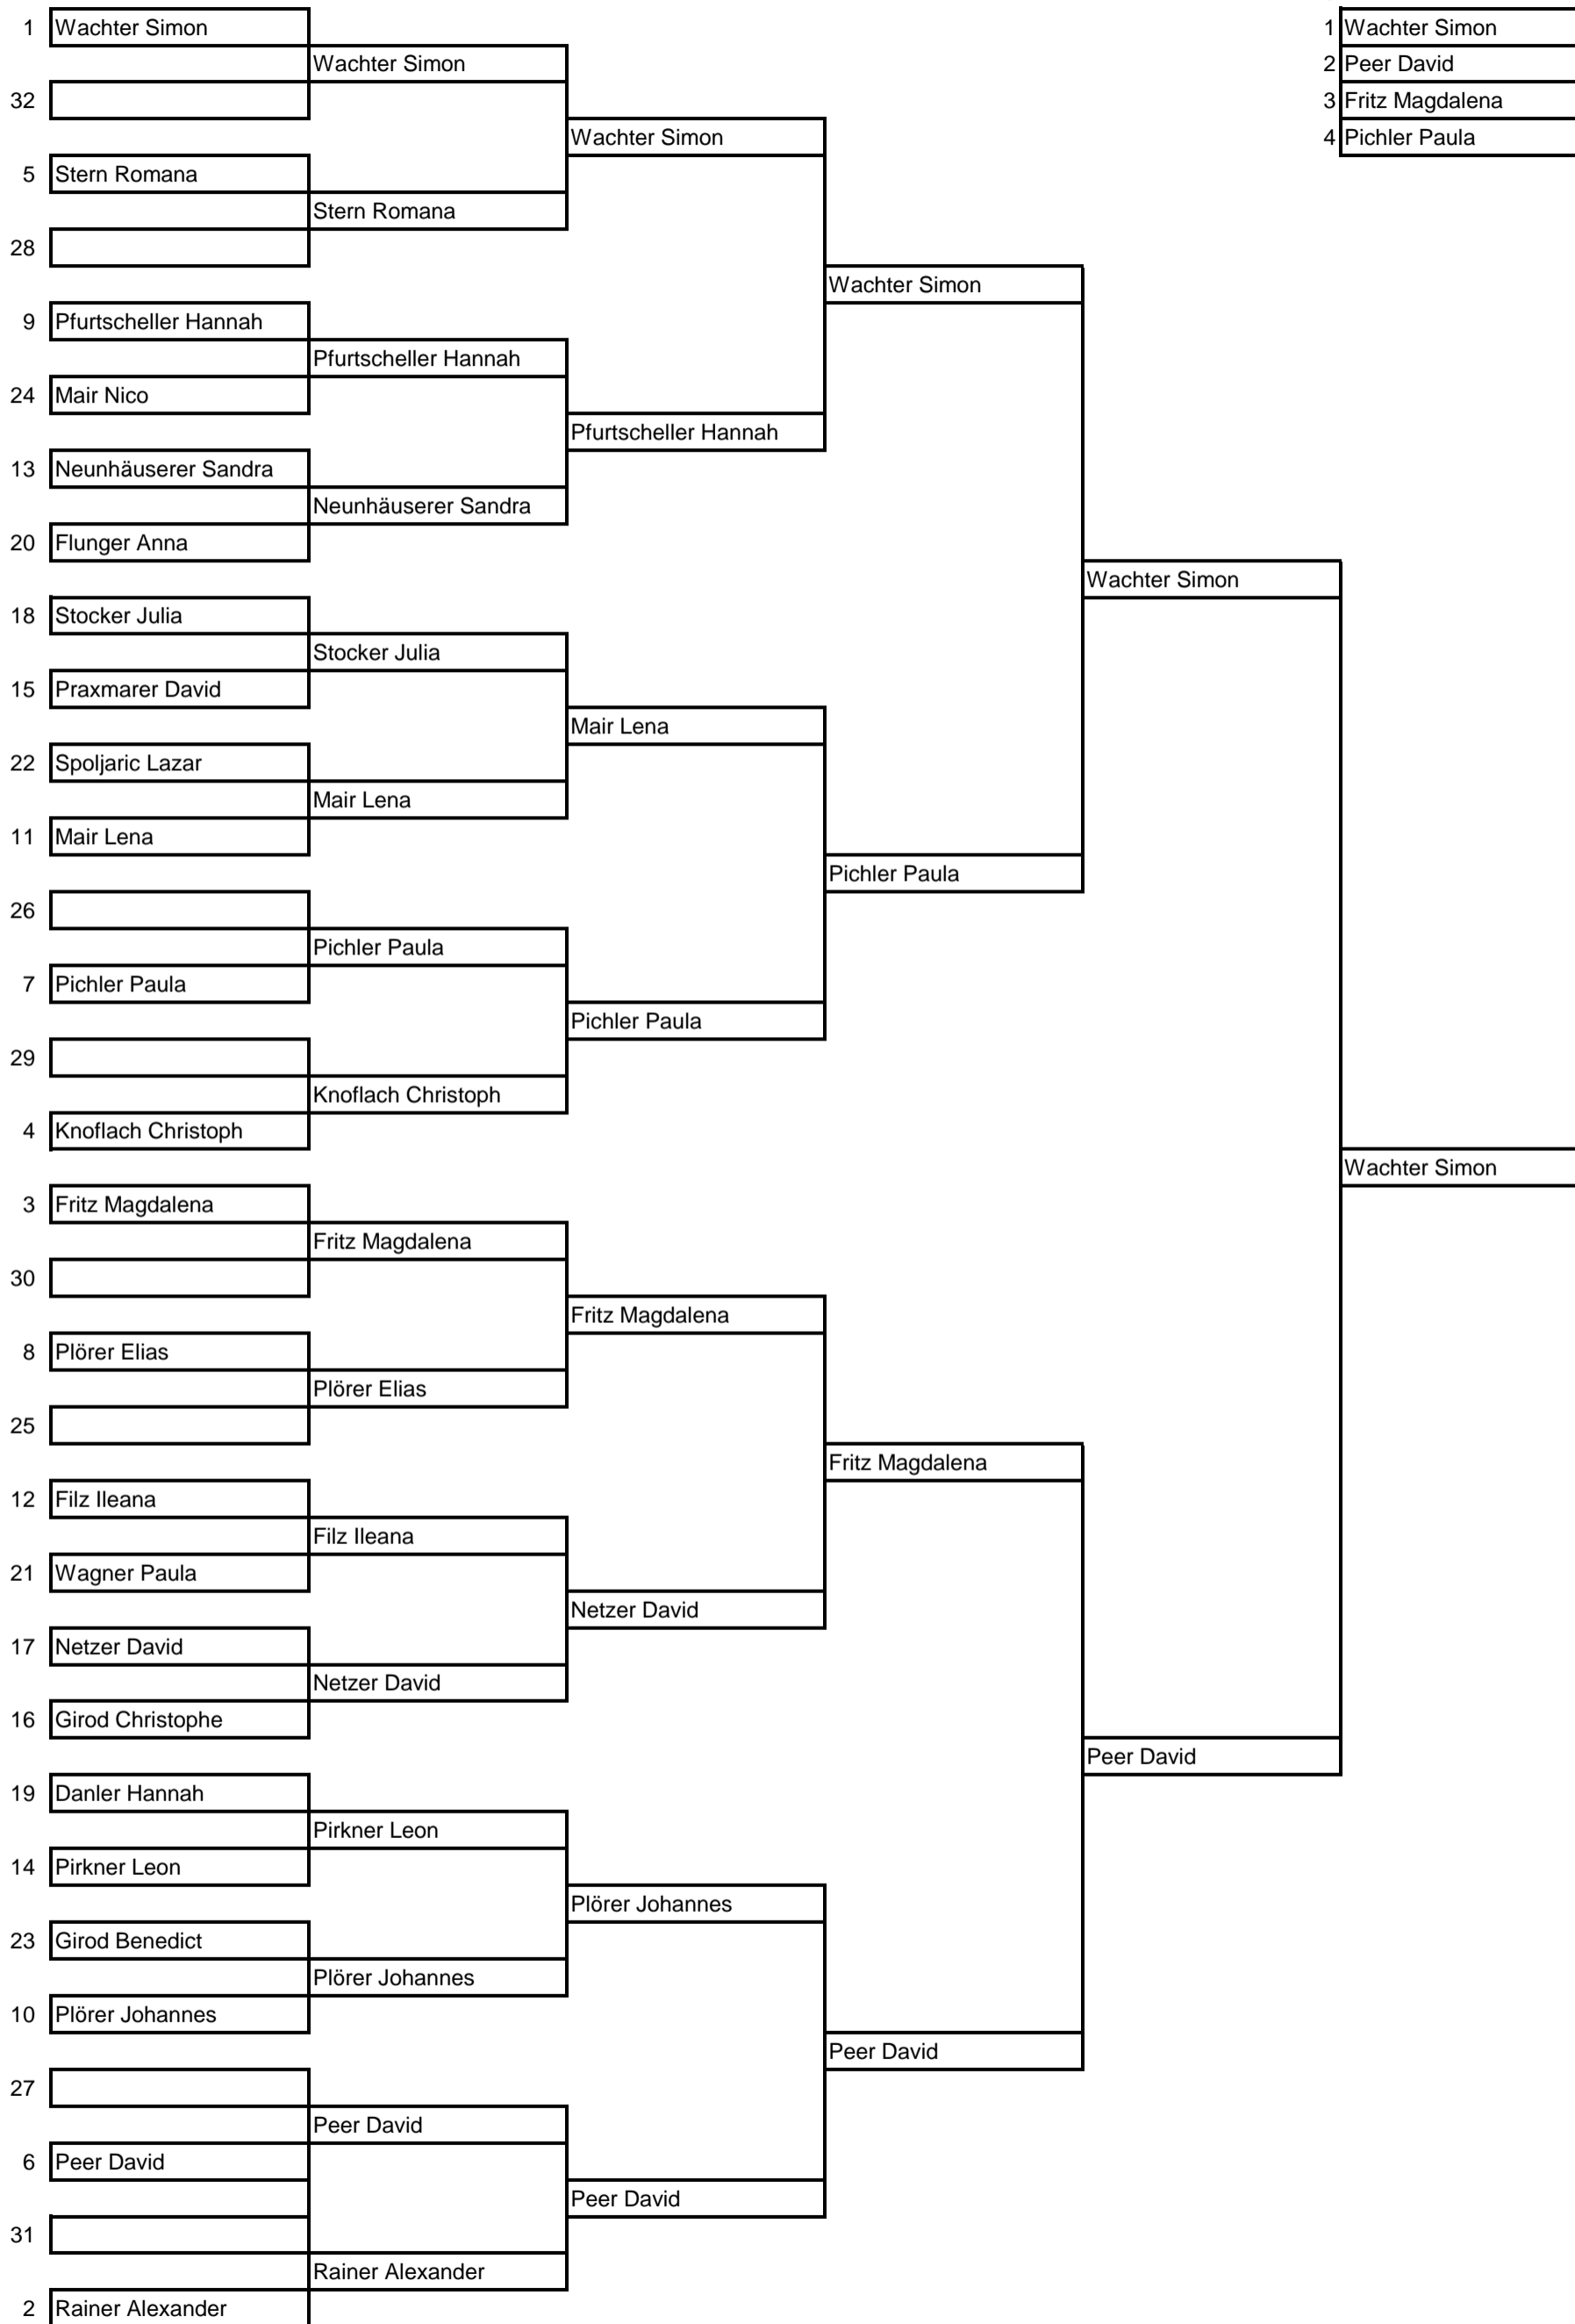 1 Wachter Simon
Wachter Simon
32
Wachter Simon
5 Stern Romana
Stern Romana
28
Wachter Simon
9 Pfurtscheller Hannah
Pfurtscheller Hannah
24 Mair Nico
Pfurtscheller Hannah
13 Neunhäuserer Sandra
Neunhäuserer Sandra
20 Flunger Anna
Wachter Simon
18 Stocker Julia
Stocker Julia
15 Praxmarer David
Mair Lena
22 Spoljaric Lazar
Mair Lena
11 Mair Lena
Pichler Paula
26
Pichler Paula
7 Pichler Paula
Pichler Paula
29
Knoflach Christoph
4 Knoflach Christoph
Wachter Simon
3 Fritz Magdalena
Fritz Magdalena
30
Fritz Magdalena
8 Plörer Elias
Plörer Elias
25
Fritz Magdalena
12 Filz Ileana
Filz Ileana
21 Wagner Paula
Netzer David
17 Netzer David
Netzer David
16 Girod Christophe
Peer David
19 Danler Hannah
Pirkner Leon
14 Pirkner Leon
Plörer Johannes
23 Girod Benedict
Plörer Johannes
10 Plörer Johannes
Peer David
27
Peer David
6 Peer David
Peer David
31
Rainer Alexander
2 Rainer Alexander
1 Wachter Simon
2 Peer David
3 Fritz Magdalena
4 Pichler Paula